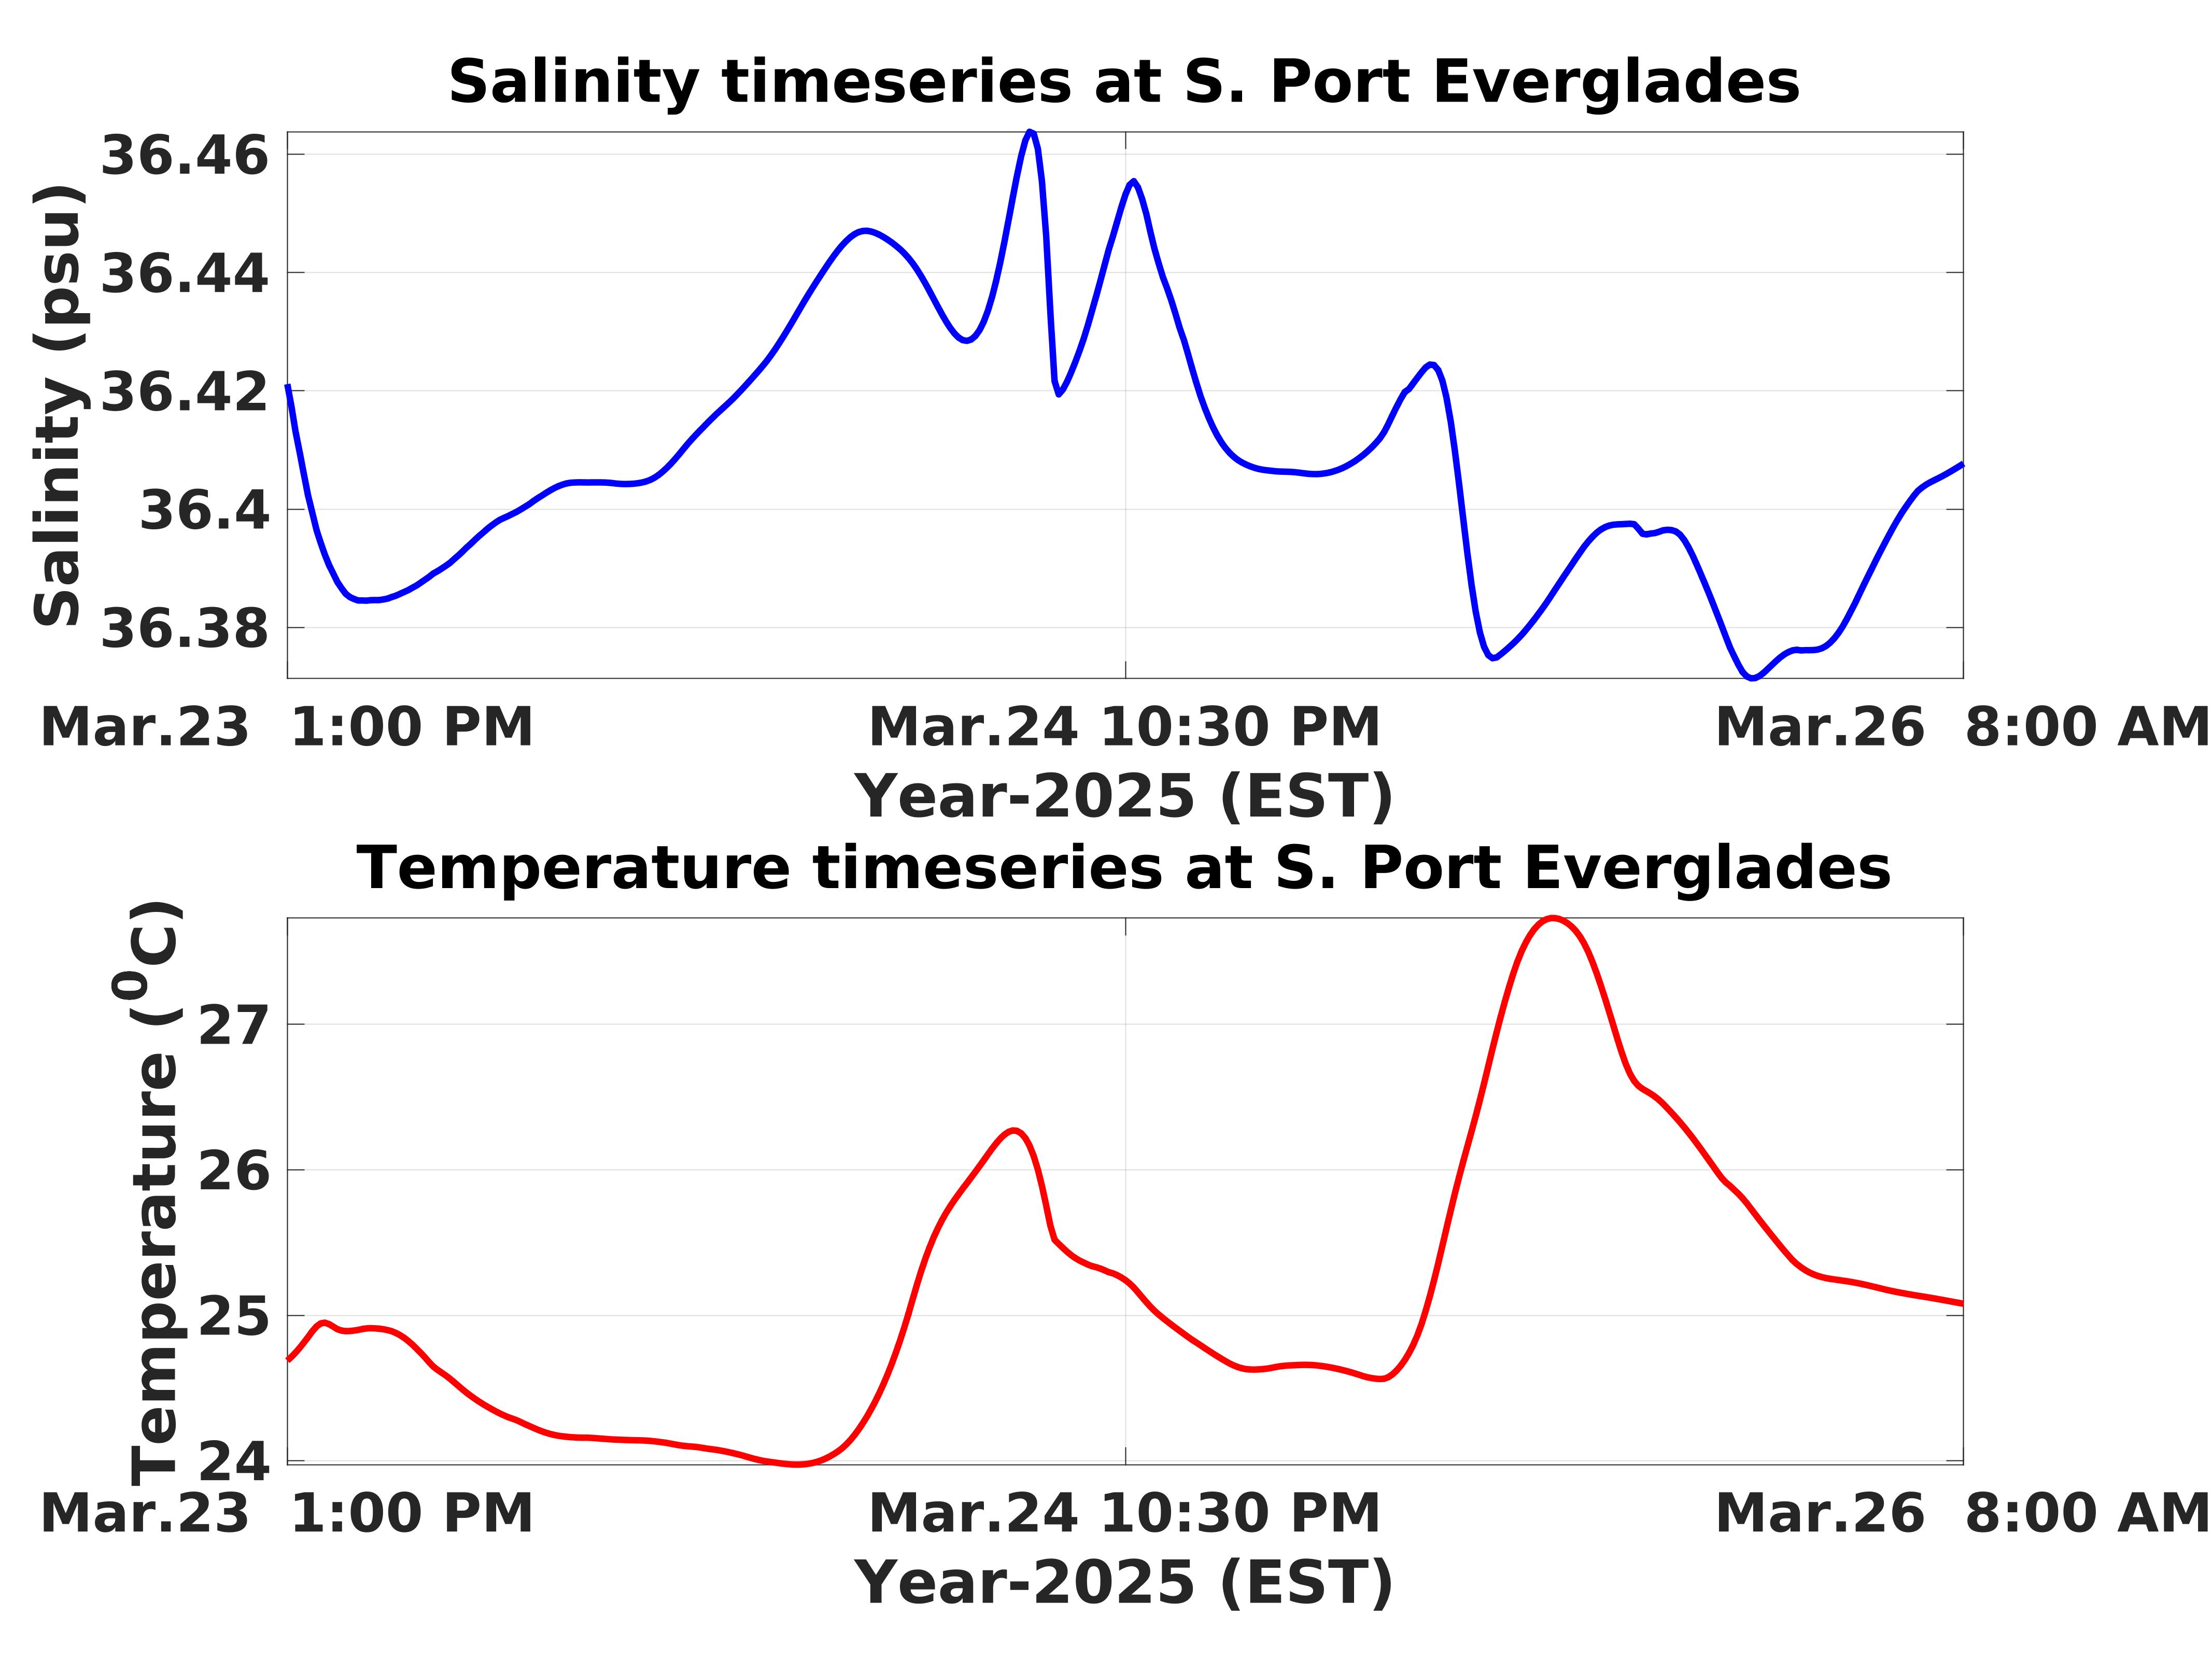 Salinity timeseries at S. Port Everglades
Salinity (psu)
36.46
36.44
36.42
36.4
36.38
Mar.23 1:00 PM
Mar.24 10:30 PM
Mar.26 8:00 AM
Year-2025 (EST)
Temperature timeseries at S. Port Everglades
Temperature (⁰C)
27
26
25
24
Mar.23 1:00 PM
Mar.24 10:30 PM
Mar.26 8:00 AM
Year-2025 (EST)